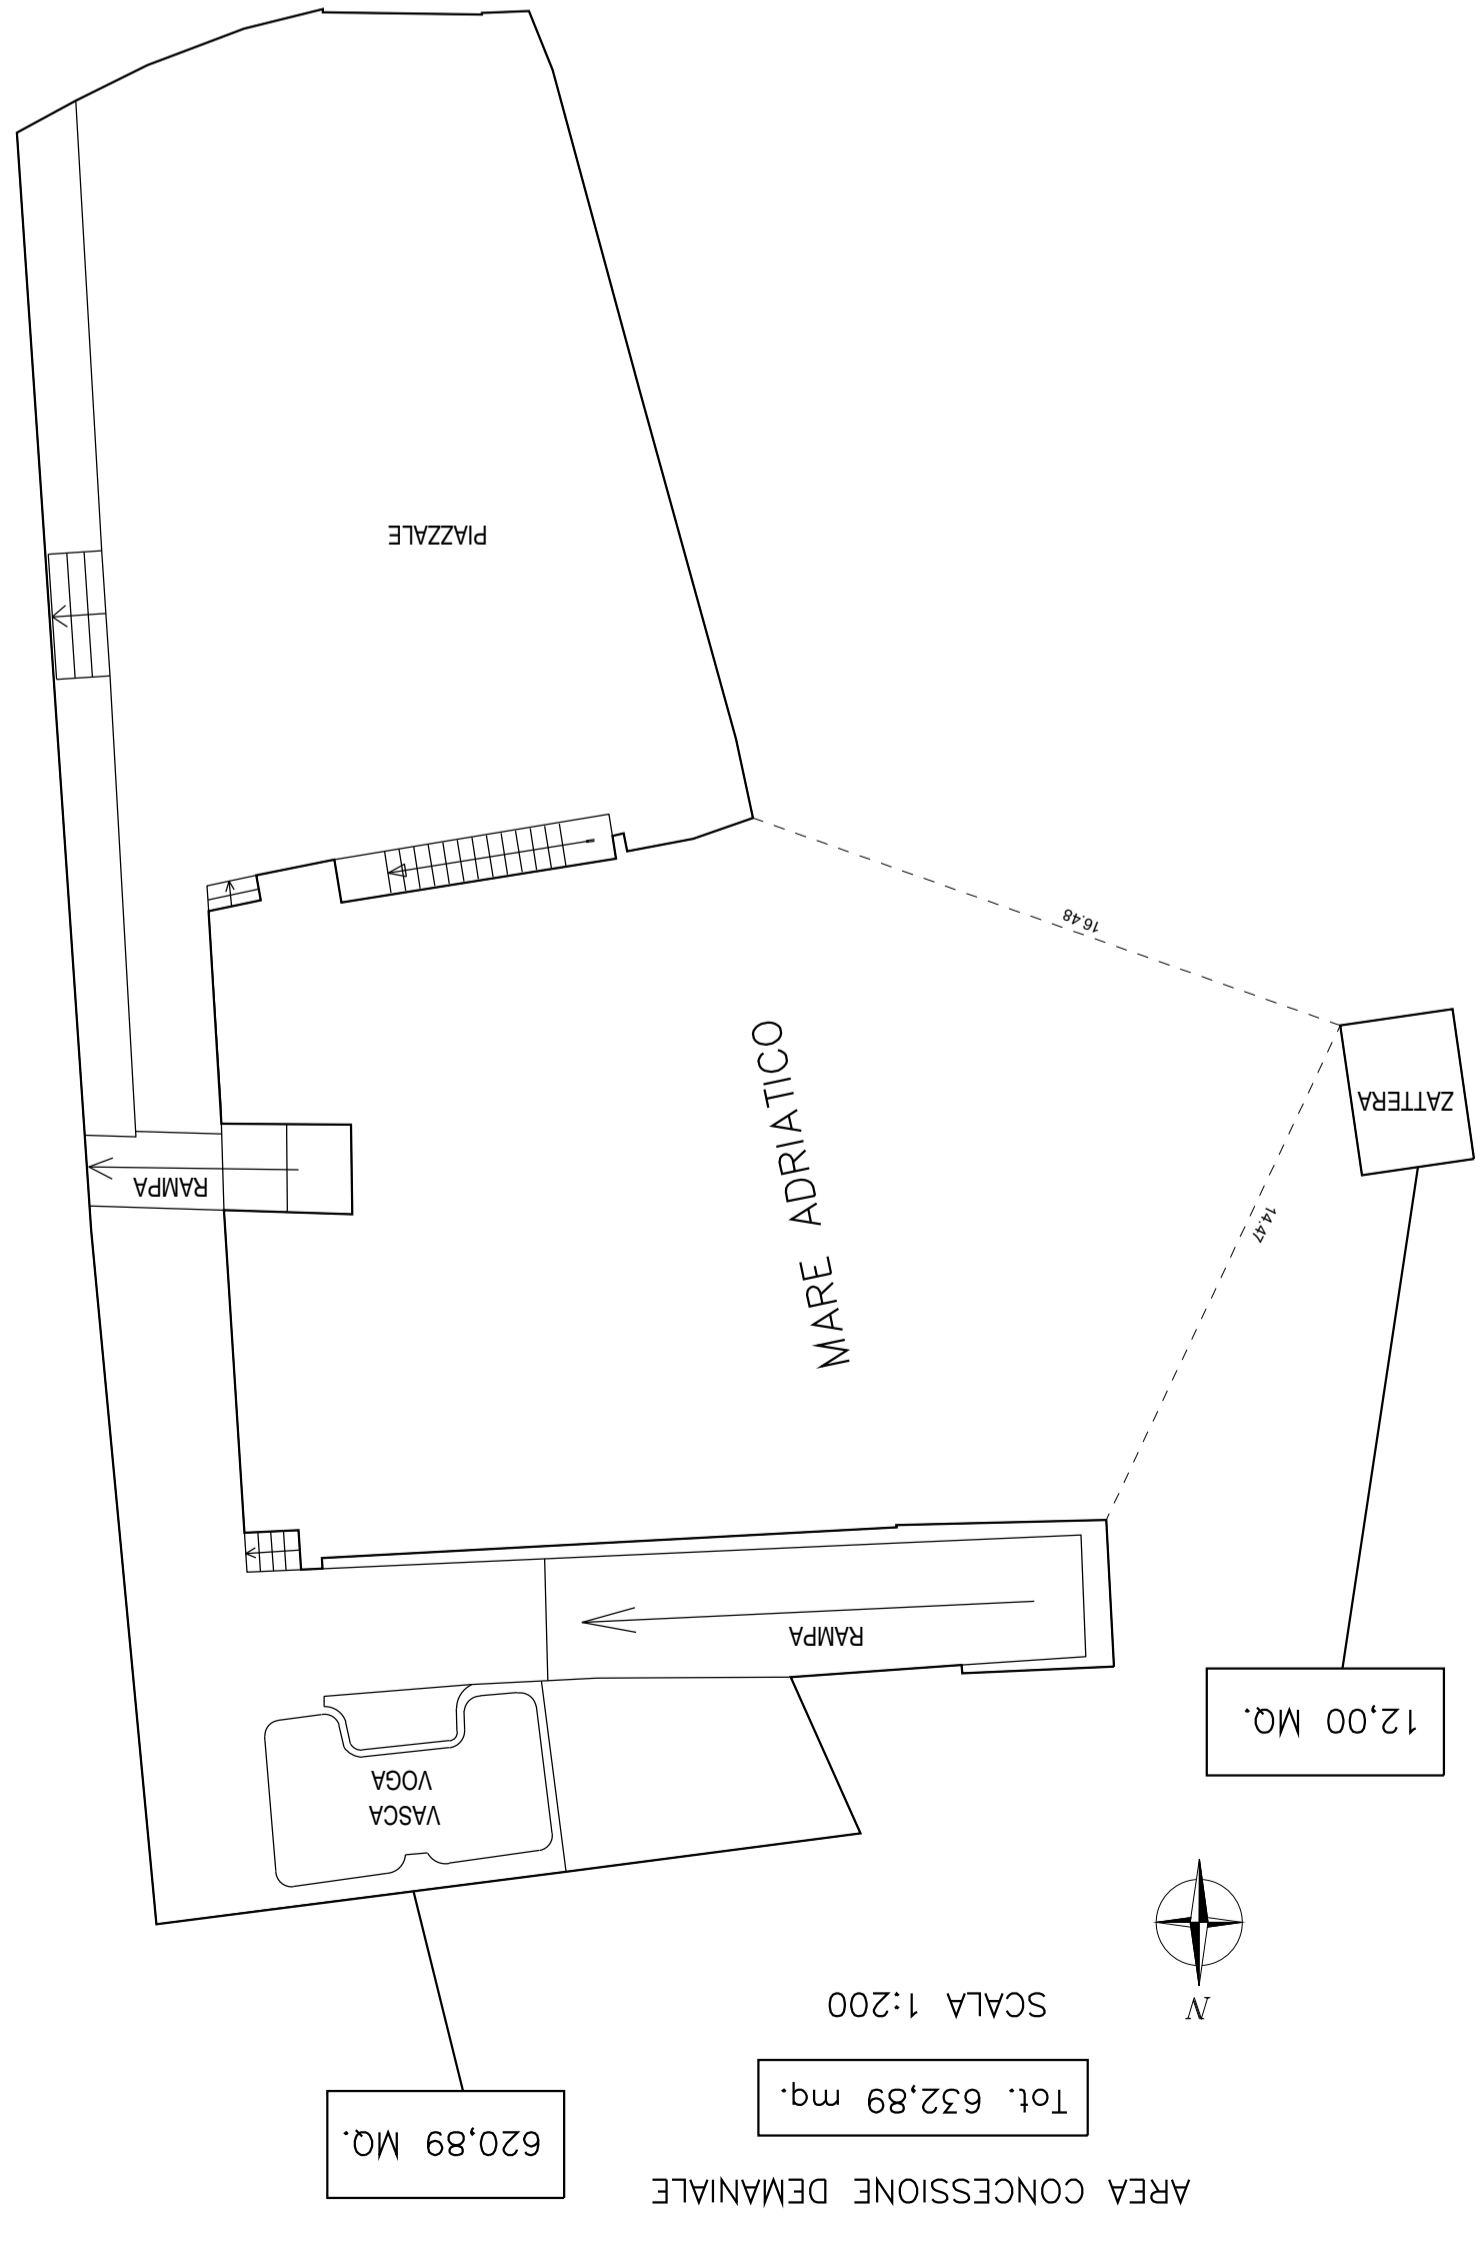 AREA CONCESSIONE DEMANIALE
Tot. 632,89 mq.
620,89 MQ.
SCALA 1:200
N
12,00 MQ.
VASCA
VOGA
RAMPA
MARE ADRIATICO
14.47
RAMPA
ZATTERA
16.48
PIAZZALE